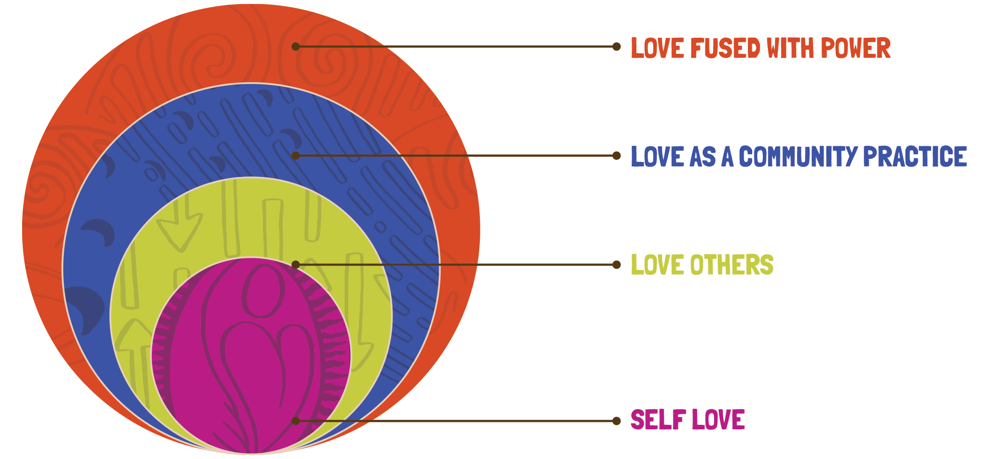 LOVE FUSED WITH POWER
LOVE AS A COMMUNITY PRACTICE
LOVE OTHERS
SELF LOVE